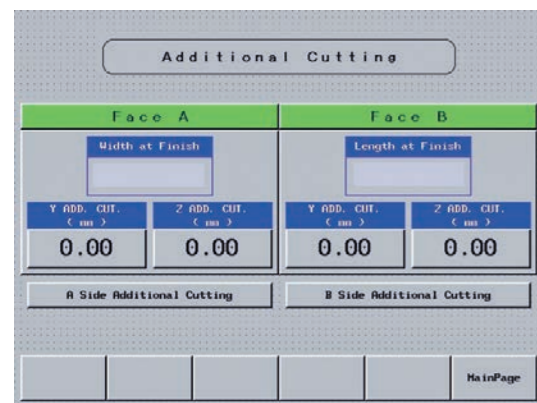 Additional Cutting
Face A
Face B
Width at Finish
Length at Finish
Y ADD. CUT.
( mm )
Z ADD. CUT.
( mm )
Y ADD. CUT.
( mm )
Z ADD. CUT.
( mm )
0.00
0.00
0.00
0.00
A Side Additional Cutting
B Side Additional Cutting
MainPage